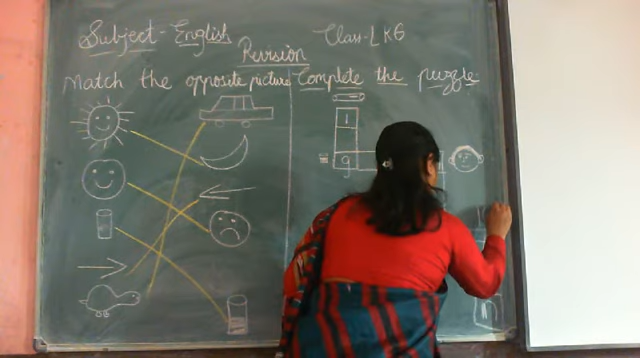 Subject - English
Class - LKG
Revision
Match the opposite picture
Complete the puzzle
i
g